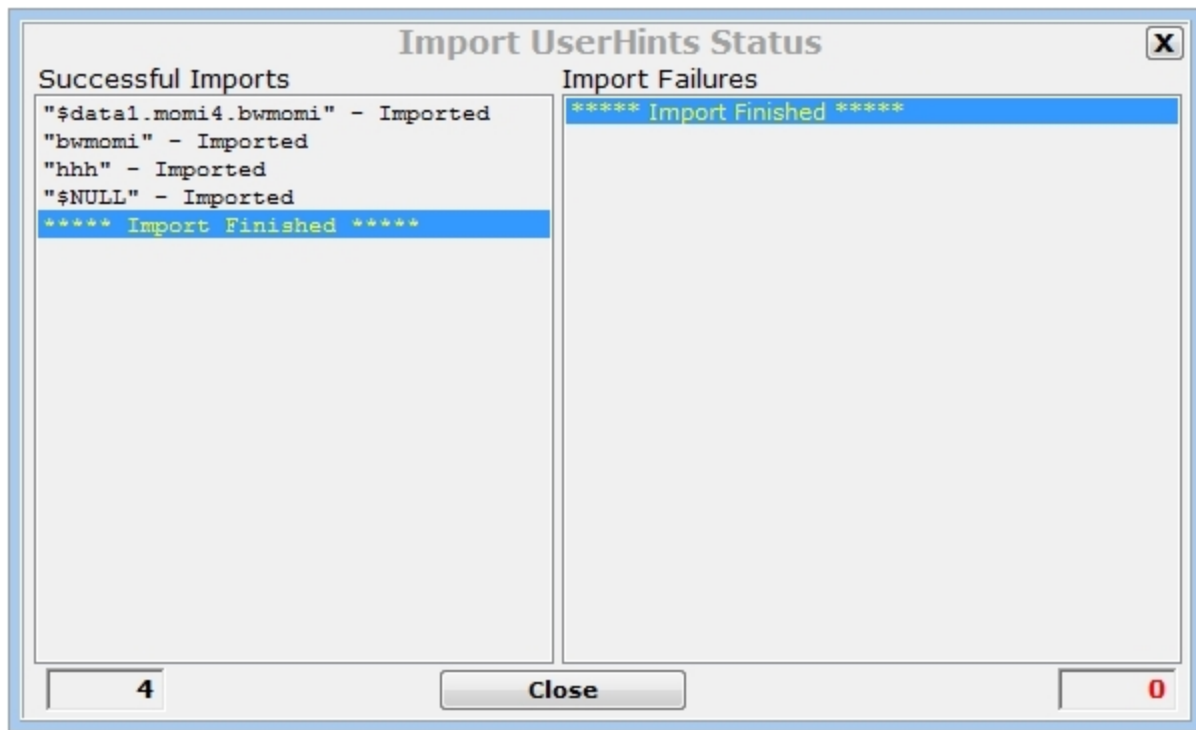 Import UserHints Status
X
Successful Imports
"$data1.momi4.bwmomi" - Imported
"bwmomi" - Imported
"hhh" - Imported
"$NULL" - Imported
***** Import Finished *****
Import Failures
***** Import Finished *****
4
Close
0